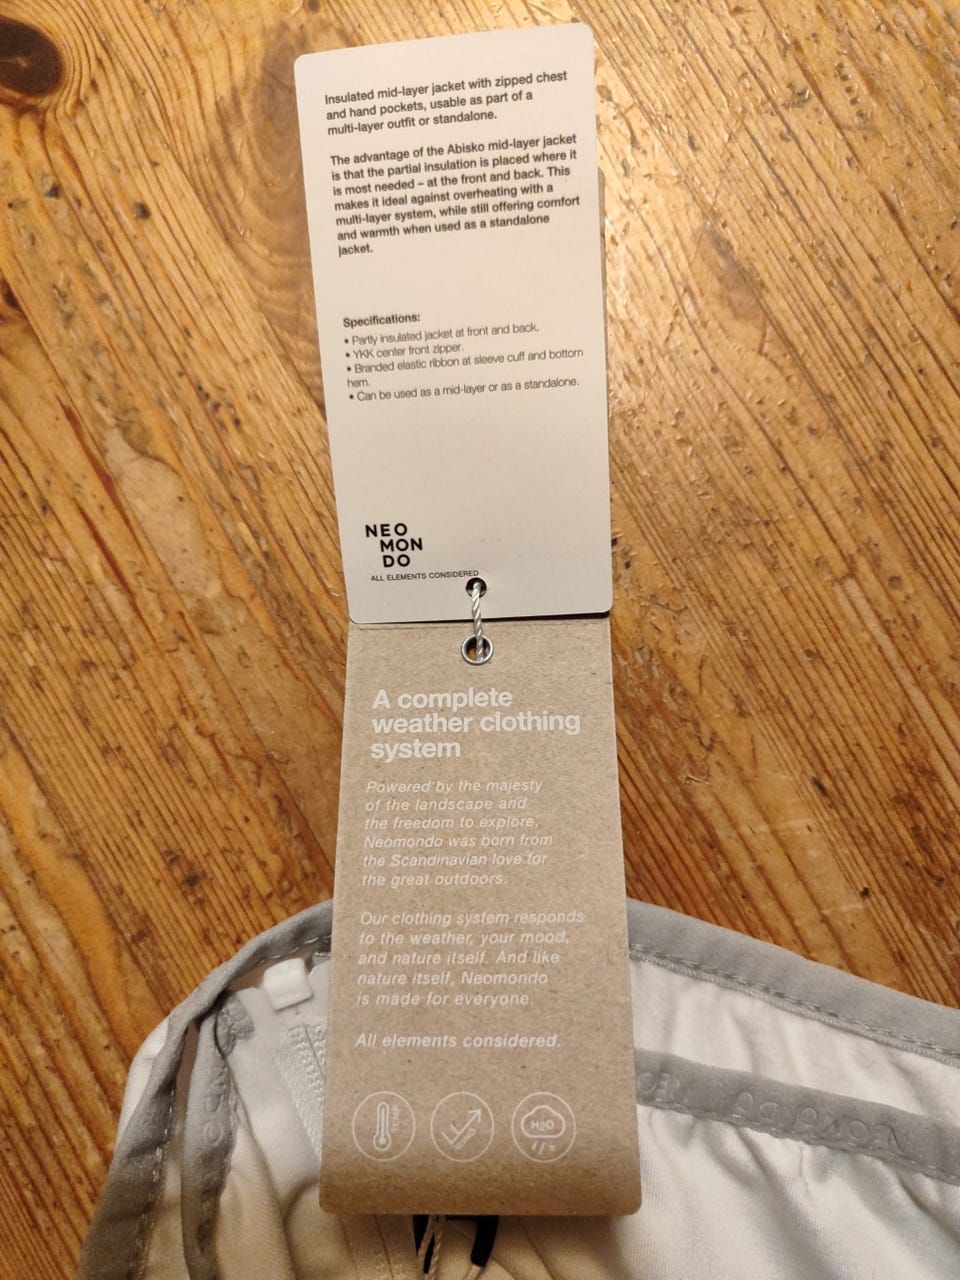 Insulated mid-layer jacket with zipped chest
and hand pockets, usable as part of a
multi-layer outfit or standalone.
The advantage of the Abisko mid-layer jacket
is that the partial insulation is placed where it
is most needed – at the front and back. This
makes it ideal against overheating with a
multi-layer system, while still offering comfort
and warmth when used as a standalone
jacket.
Specifications:
• Partly insulated jacket at front and back.
• YKK center front zipper.
• Branded elastic ribbon at sleeve cuff and bottom
hem.
• Can be used as a mid-layer or as a standalone.
NEO
MON
DO
ALL ELEMENTS CONSIDERED
A complete
weather clothing
system
Powered by the majesty
of the landscape and
the freedom to explore,
Neomondo was born from
the Scandinavian love for
the great outdoors.
Our clothing system responds
to the weather, your mood,
and nature itself. And like
nature itself, Neomondo
is made for everyone.
All elements considered.
TEMP
WIND
H2O